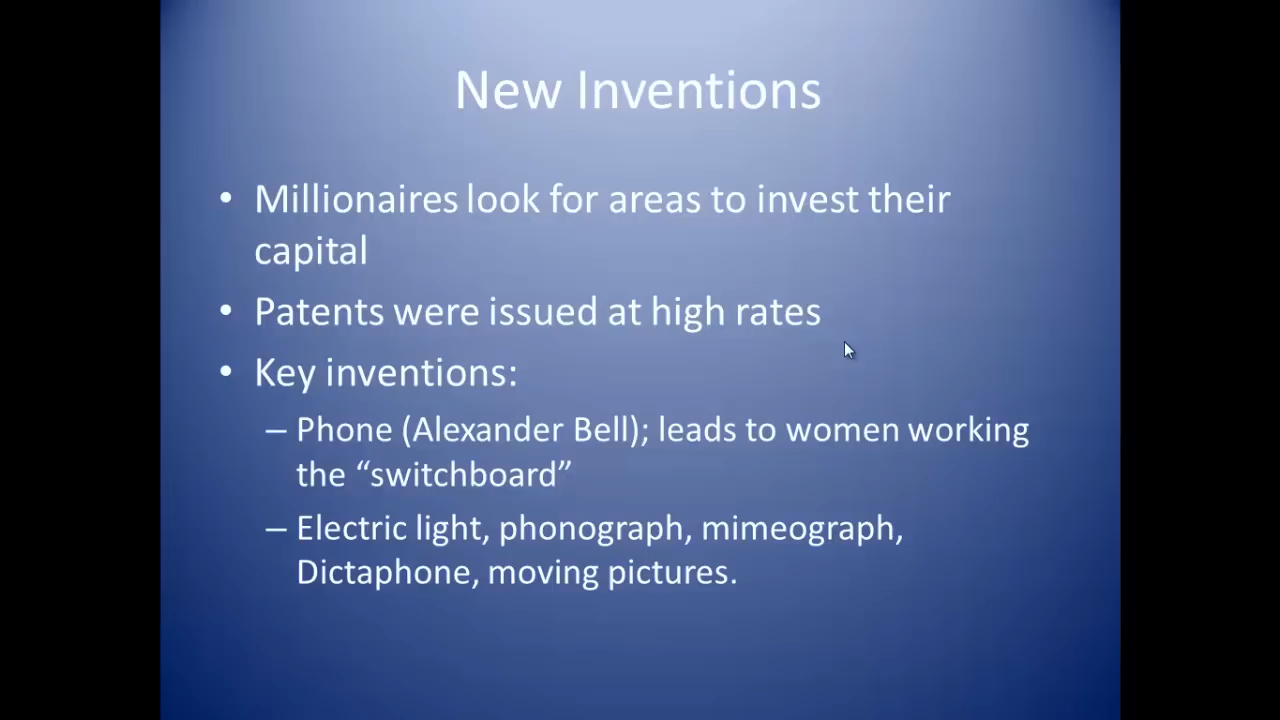 New Inventions
• Millionaires look for areas to invest their
capital
• Patents were issued at high rates
• Key inventions:
– Phone (Alexander Bell); leads to women working
the “switchboard”
– Electric light, phonograph, mimeograph,
Dictaphone, moving pictures.